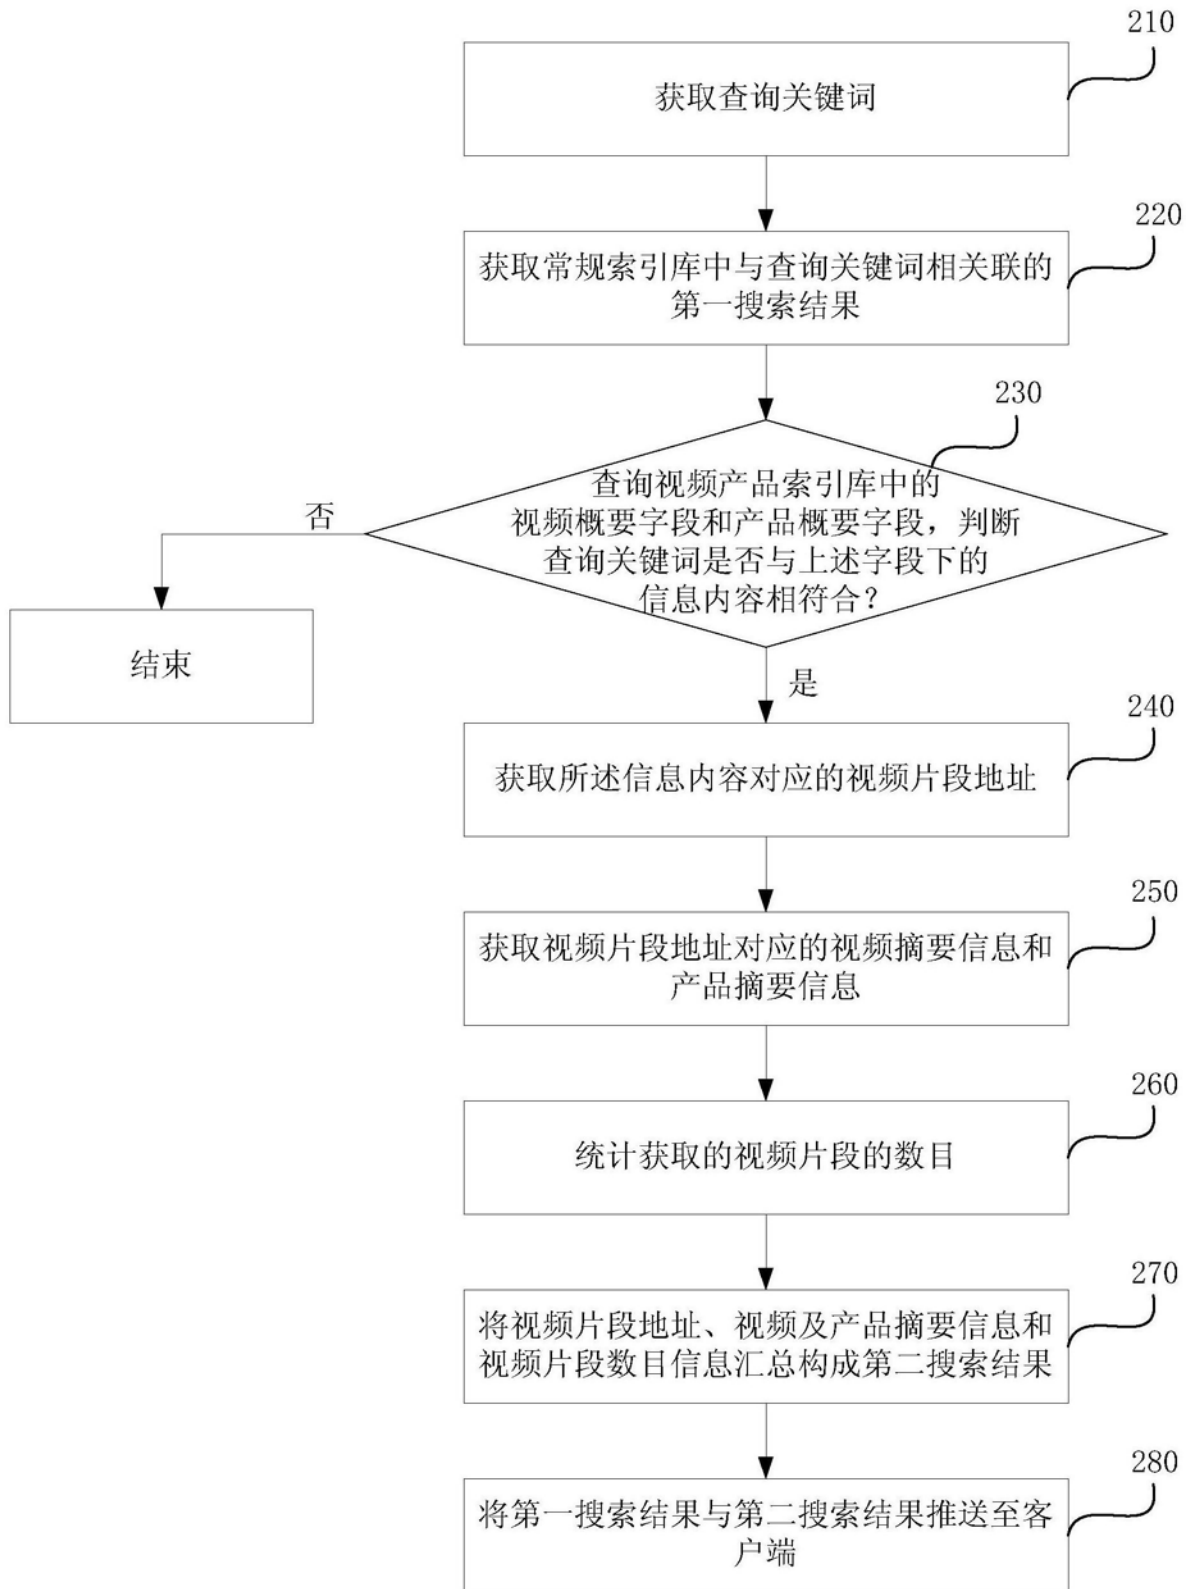 210
获取查询关键词
220
获取常规索引库中与查询关键词相关联的
第一搜索结果
230
查询视频产品索引库中的
视频概要字段和产品概要字段，判断
查询关键词是否与上述字段下的
信息内容相符合？
否
结束
是
240
获取所述信息内容对应的视频片段地址
250
获取视频片段地址对应的视频摘要信息和
产品摘要信息
260
统计获取的视频片段的数目
270
将视频片段地址、视频及产品摘要信息和
视频片段数目信息汇总构成第二搜索结果
280
将第一搜索结果与第二搜索结果推送至客
户端